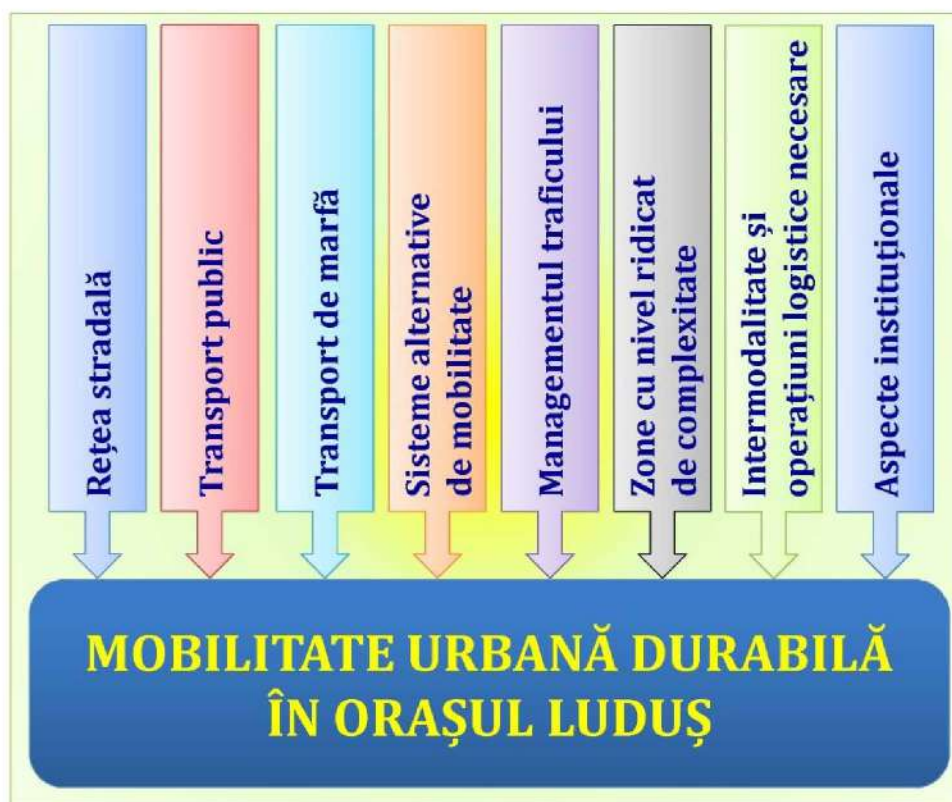 Rețea stradală
Transport public
Transport de marfă
Sisteme alternative
de mobilitate
Managementul traficului
Zone cu nivel ridicat
de complexitate
Intermodalitate și
operațiuni logistice necesare
Aspecte instituționale
MOBILITATE URBANĂ DURABILĂ
ÎN ORAȘUL LUDUȘ